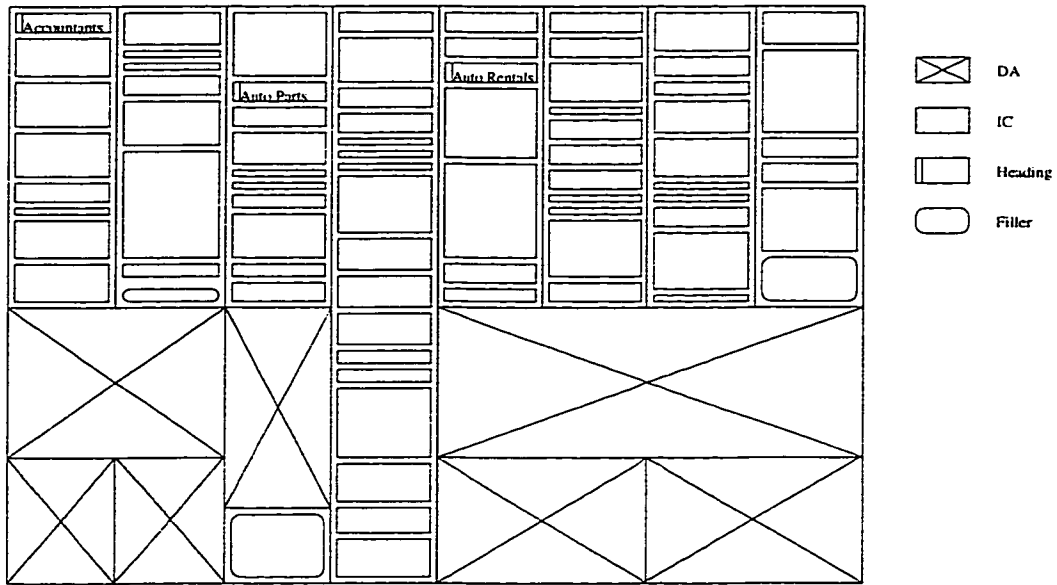 Accountants
Auto Parts
Auto Rentals
DA
IC
Heading
Filler